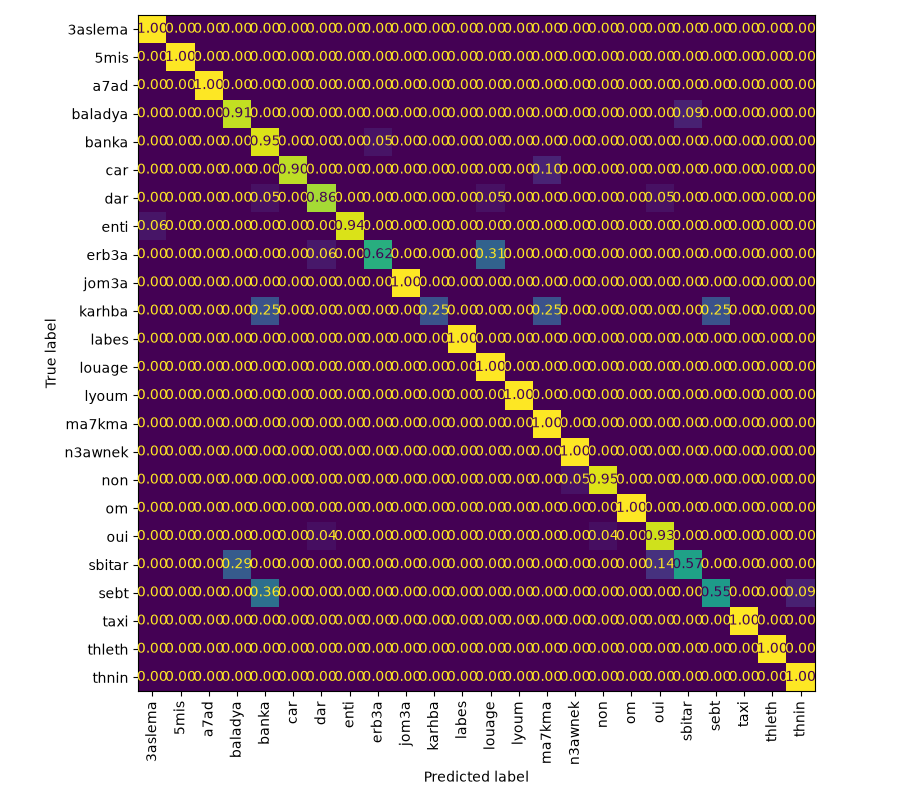 3aslema 1.00 0.00 0.00 0.00 0.00 0.00 0.00 0.00 0.00 0.00 0.00 0.00 0.00 0.00 0.00 0.00 0.00 0.00 0.00 0.00 0.00 0.00 0.00 0.00
5mis 0.00 1.00 0.00 0.00 0.00 0.00 0.00 0.00 0.00 0.00 0.00 0.00 0.00 0.00 0.00 0.00 0.00 0.00 0.00 0.00 0.00 0.00 0.00 0.00
a7ad 0.00 0.00 1.00 0.00 0.00 0.00 0.00 0.00 0.00 0.00 0.00 0.00 0.00 0.00 0.00 0.00 0.00 0.00 0.00 0.00 0.00 0.00 0.00 0.00
baladya 0.00 0.00 0.00 0.91 0.00 0.00 0.00 0.00 0.00 0.00 0.00 0.00 0.00 0.00 0.00 0.00 0.00 0.00 0.00 0.09 0.00 0.00 0.00 0.00
banka 0.00 0.00 0.00 0.00 0.95 0.00 0.00 0.00 0.05 0.00 0.00 0.00 0.00 0.00 0.00 0.00 0.00 0.00 0.00 0.00 0.00 0.00 0.00 0.00
car 0.00 0.00 0.00 0.00 0.00 0.90 0.00 0.00 0.00 0.00 0.00 0.00 0.00 0.00 0.10 0.00 0.00 0.00 0.00 0.00 0.00 0.00 0.00 0.00
dar 0.00 0.00 0.00 0.00 0.05 0.00 0.86 0.00 0.00 0.00 0.00 0.00 0.05 0.00 0.00 0.00 0.00 0.00 0.05 0.00 0.00 0.00 0.00 0.00
enti 0.06 0.00 0.00 0.00 0.00 0.00 0.00 0.94 0.00 0.00 0.00 0.00 0.00 0.00 0.00 0.00 0.00 0.00 0.00 0.00 0.00 0.00 0.00 0.00
erb3a 0.00 0.00 0.00 0.00 0.00 0.00 0.06 0.00 0.62 0.00 0.00 0.00 0.31 0.00 0.00 0.00 0.00 0.00 0.00 0.00 0.00 0.00 0.00 0.00
jom3a 0.00 0.00 0.00 0.00 0.00 0.00 0.00 0.00 0.00 1.00 0.00 0.00 0.00 0.00 0.00 0.00 0.00 0.00 0.00 0.00 0.00 0.00 0.00 0.00
karhba 0.00 0.00 0.00 0.00 0.25 0.00 0.00 0.00 0.00 0.00 0.25 0.00 0.00 0.00 0.25 0.00 0.00 0.00 0.00 0.00 0.25 0.00 0.00 0.00
labes 0.00 0.00 0.00 0.00 0.00 0.00 0.00 0.00 0.00 0.00 0.00 1.00 0.00 0.00 0.00 0.00 0.00 0.00 0.00 0.00 0.00 0.00 0.00 0.00
louage 0.00 0.00 0.00 0.00 0.00 0.00 0.00 0.00 0.00 0.00 0.00 0.00 1.00 0.00 0.00 0.00 0.00 0.00 0.00 0.00 0.00 0.00 0.00 0.00
lyoum 0.00 0.00 0.00 0.00 0.00 0.00 0.00 0.00 0.00 0.00 0.00 0.00 0.00 1.00 0.00 0.00 0.00 0.00 0.00 0.00 0.00 0.00 0.00 0.00
ma7kma 0.00 0.00 0.00 0.00 0.00 0.00 0.00 0.00 0.00 0.00 0.00 0.00 0.00 0.00 1.00 0.00 0.00 0.00 0.00 0.00 0.00 0.00 0.00 0.00
n3awnek 0.00 0.00 0.00 0.00 0.00 0.00 0.00 0.00 0.00 0.00 0.00 0.00 0.00 0.00 0.00 1.00 0.00 0.00 0.00 0.00 0.00 0.00 0.00 0.00
non 0.00 0.00 0.00 0.00 0.00 0.00 0.00 0.00 0.00 0.00 0.00 0.00 0.00 0.00 0.00 0.05 0.95 0.00 0.00 0.00 0.00 0.00 0.00 0.00
om 0.00 0.00 0.00 0.00 0.00 0.00 0.00 0.00 0.00 0.00 0.00 0.00 0.00 0.00 0.00 0.00 0.00 1.00 0.00 0.00 0.00 0.00 0.00 0.00
oui 0.00 0.00 0.00 0.00 0.00 0.00 0.04 0.00 0.00 0.00 0.00 0.00 0.00 0.00 0.00 0.00 0.04 0.00 0.93 0.00 0.00 0.00 0.00 0.00
sbitar 0.00 0.00 0.00 0.29 0.00 0.00 0.00 0.00 0.00 0.00 0.00 0.00 0.00 0.00 0.00 0.00 0.00 0.00 0.14 0.57 0.00 0.00 0.00 0.00
sebt 0.00 0.00 0.00 0.00 0.36 0.00 0.00 0.00 0.00 0.00 0.00 0.00 0.00 0.00 0.00 0.00 0.00 0.00 0.00 0.00 0.55 0.00 0.00 0.09
taxi 0.00 0.00 0.00 0.00 0.00 0.00 0.00 0.00 0.00 0.00 0.00 0.00 0.00 0.00 0.00 0.00 0.00 0.00 0.00 0.00 0.00 1.00 0.00 0.00
thleth 0.00 0.00 0.00 0.00 0.00 0.00 0.00 0.00 0.00 0.00 0.00 0.00 0.00 0.00 0.00 0.00 0.00 0.00 0.00 0.00 0.00 0.00 1.00 0.00
thnin 0.00 0.00 0.00 0.00 0.00 0.00 0.00 0.00 0.00 0.00 0.00 0.00 0.00 0.00 0.00 0.00 0.00 0.00 0.00 0.00 0.00 0.00 0.00 1.00
True label
3aslema 5mis a7ad baladya banka car dar enti erb3a jom3a karhba labes louage lyoum ma7kma n3awnek non om oui sbitar sebt taxi thleth thnin
Predicted label